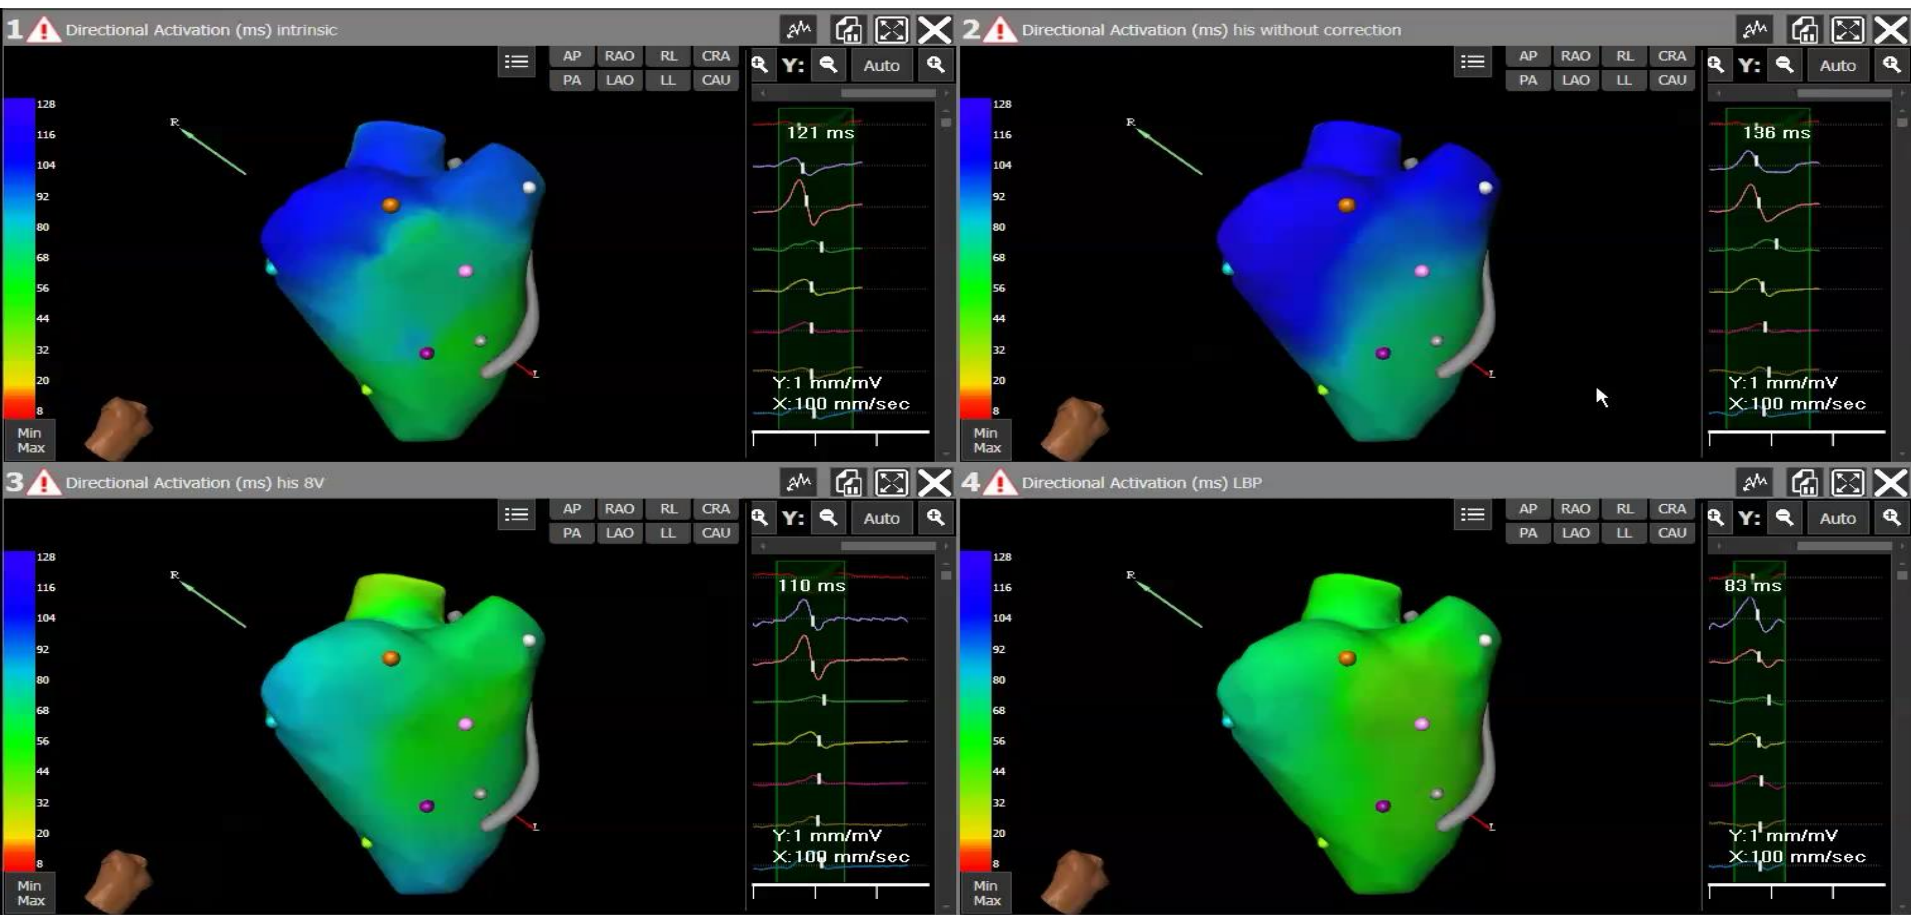 1 Directional Activation (ms) intrinsic
AP RAO RL CRA
PA LAO LL CAU
Y: Auto
128
116
104
92
80
68
56
44
32
20
8
Min
Max
R
L
121 ms
Y:1 mm/mV
X:100 mm/sec
2 Directional Activation (ms) his without correction
AP RAO RL CRA
PA LAO LL CAU
Y: Auto
128
116
104
92
80
68
56
44
32
20
8
Min
Max
R
L
136 ms
Y:1 mm/mV
X:100 mm/sec
3 Directional Activation (ms) his 8V
AP RAO RL CRA
PA LAO LL CAU
Y: Auto
128
116
104
92
80
68
56
44
32
20
8
Min
Max
R
L
110 ms
Y:1 mm/mV
X:100 mm/sec
4 Directional Activation (ms) LBP
AP RAO RL CRA
PA LAO LL CAU
Y: Auto
128
116
104
92
80
68
56
44
32
20
8
Min
Max
R
L
83 ms
Y:1 mm/mV
X:100 mm/sec